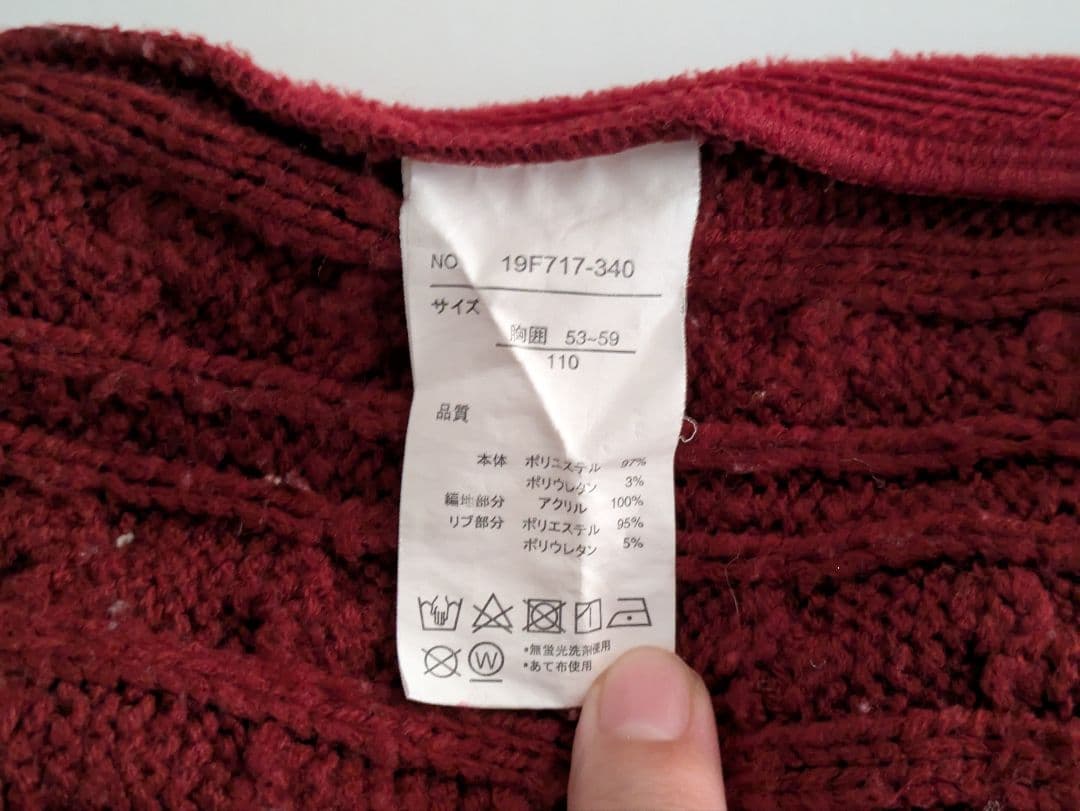 NO 19F717-340
サイズ
胸囲 53~59
110
品質
本体 ポリエステル 97%
ポリウレタン 3%
編地部分 アクリル 100%
リブ部分 ポリエステル 95%
ポリウレタン 5%
W
*無蛍光洗剤使用
*あて布使用